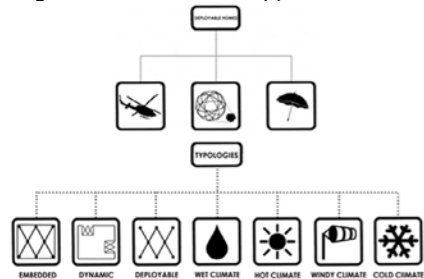 DEPLOYABLE HOMES
TYPOLOGIES
EMBEDDED DYNAMIC DEPLOYABLE WET CLIMATE HOT CLIMATE WINDY CLIMATE COLD CLIMATE